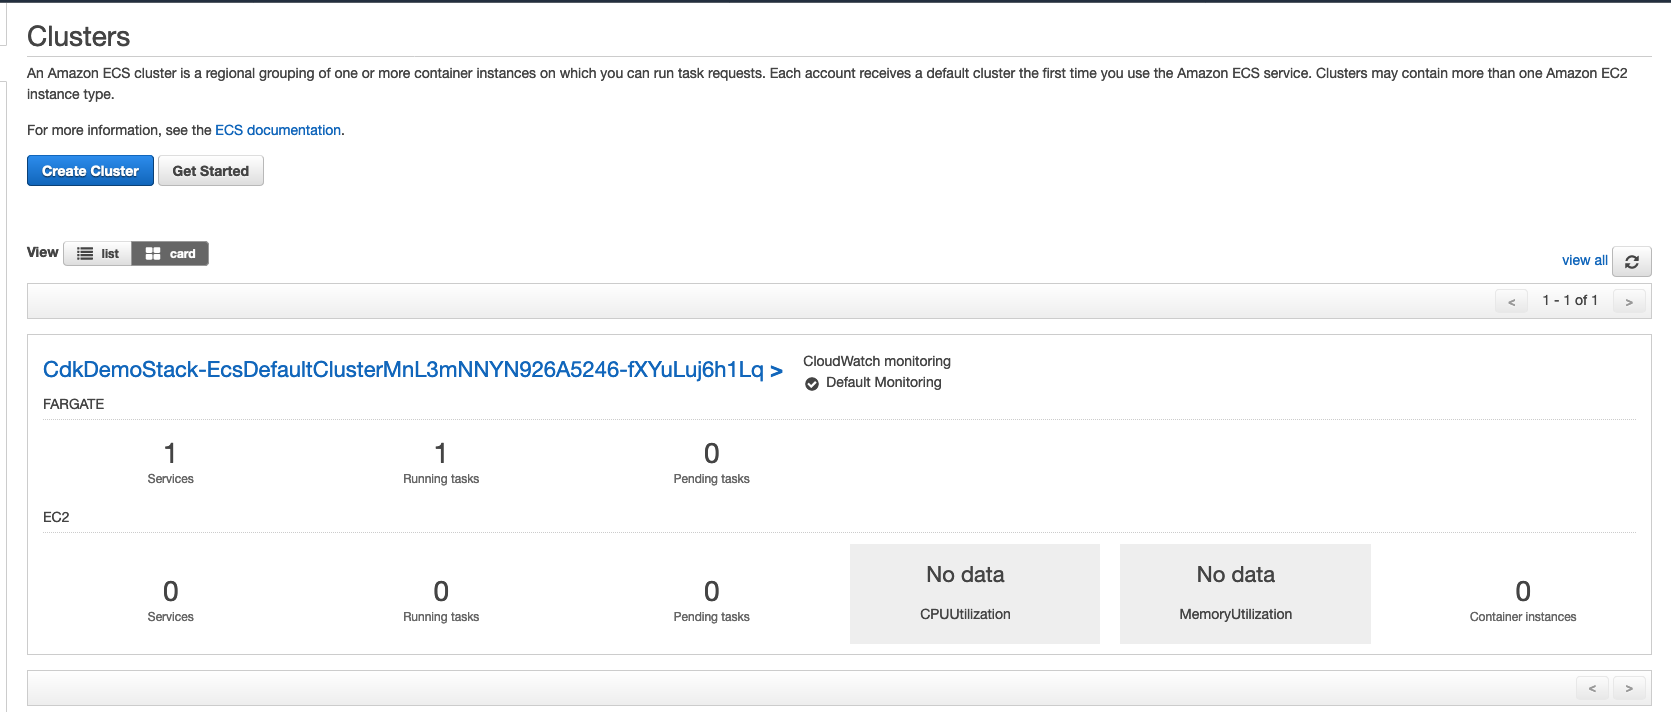 Clusters
An Amazon ECS cluster is a regional grouping of one or more container instances on which you can run task requests. Each account receives a default cluster the first time you use the Amazon ECS service. Clusters may contain more than one Amazon EC2
instance type.
For more information, see the ECS documentation.
Create Cluster Get Started
View list card
view all
< 1 - 1 of 1 >
CdkDemoStack-EcsDefaultClusterMnL3mNNYN926A5246-fXYuLuj6h1Lq >
CloudWatch monitoring
Default Monitoring
FARGATE
1 1 0
Services Running tasks Pending tasks
EC2
No data No data
0 0 0 0
CPUUtilization MemoryUtilization
Services Running tasks Pending tasks Container instances
< >